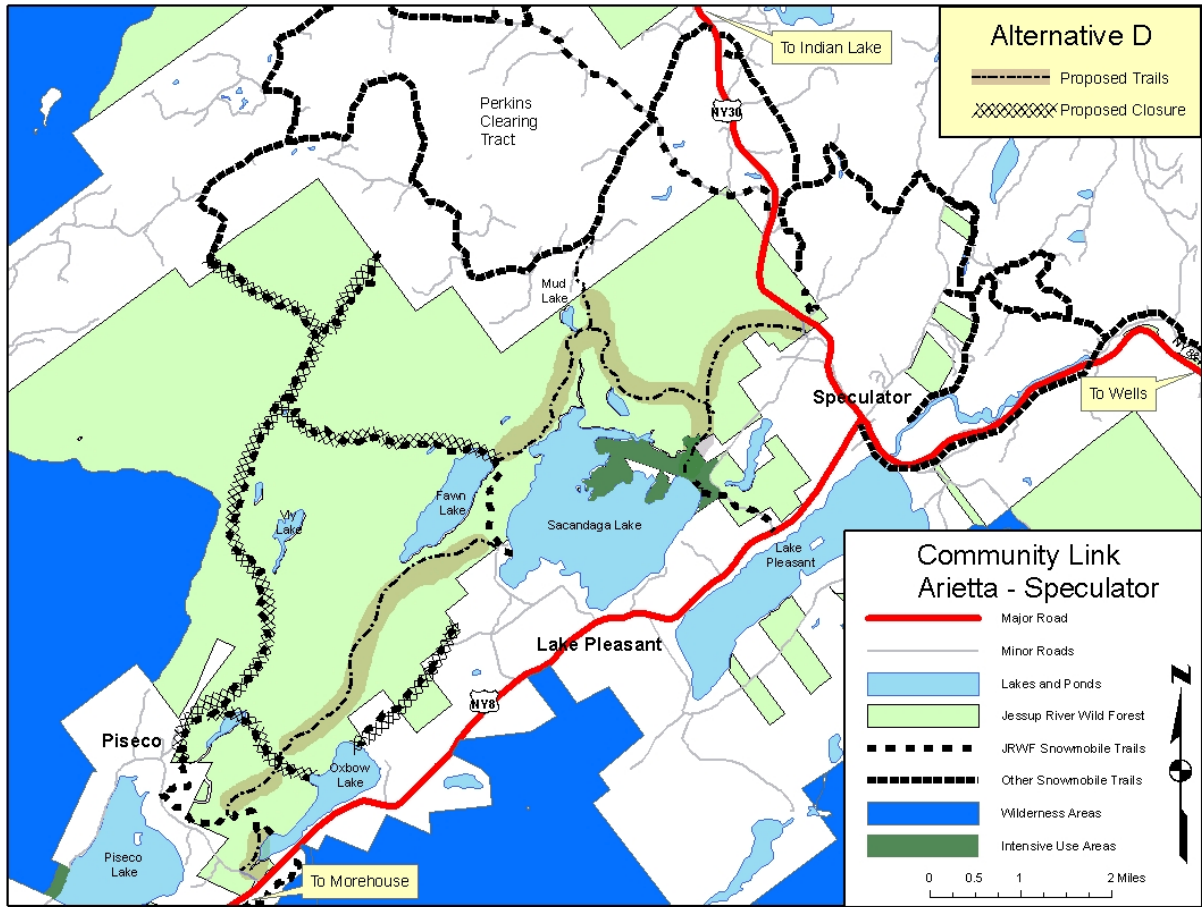 Alternative D
Proposed Trails
Proposed Closure
To Indian Lake
Perkins
Clearing
Tract
NY30
Mud
Lake
To Wells
Speculator
Fawn
Lake
Vly
Lake
Sacandaga Lake
Lake
Pleasant
Lake Pleasant
NY8
Piseco
Oxbow
Lake
Piseco
Lake
To Morehouse
Community Link
Arietta - Speculator
Major Road
Minor Roads
Lakes and Ponds
Jessup River Wild Forest
JRWF Snowmobile Trails
Other Snowmobile Trails
Wilderness Areas
Intensive Use Areas
0 0.5 1 2 Miles
N